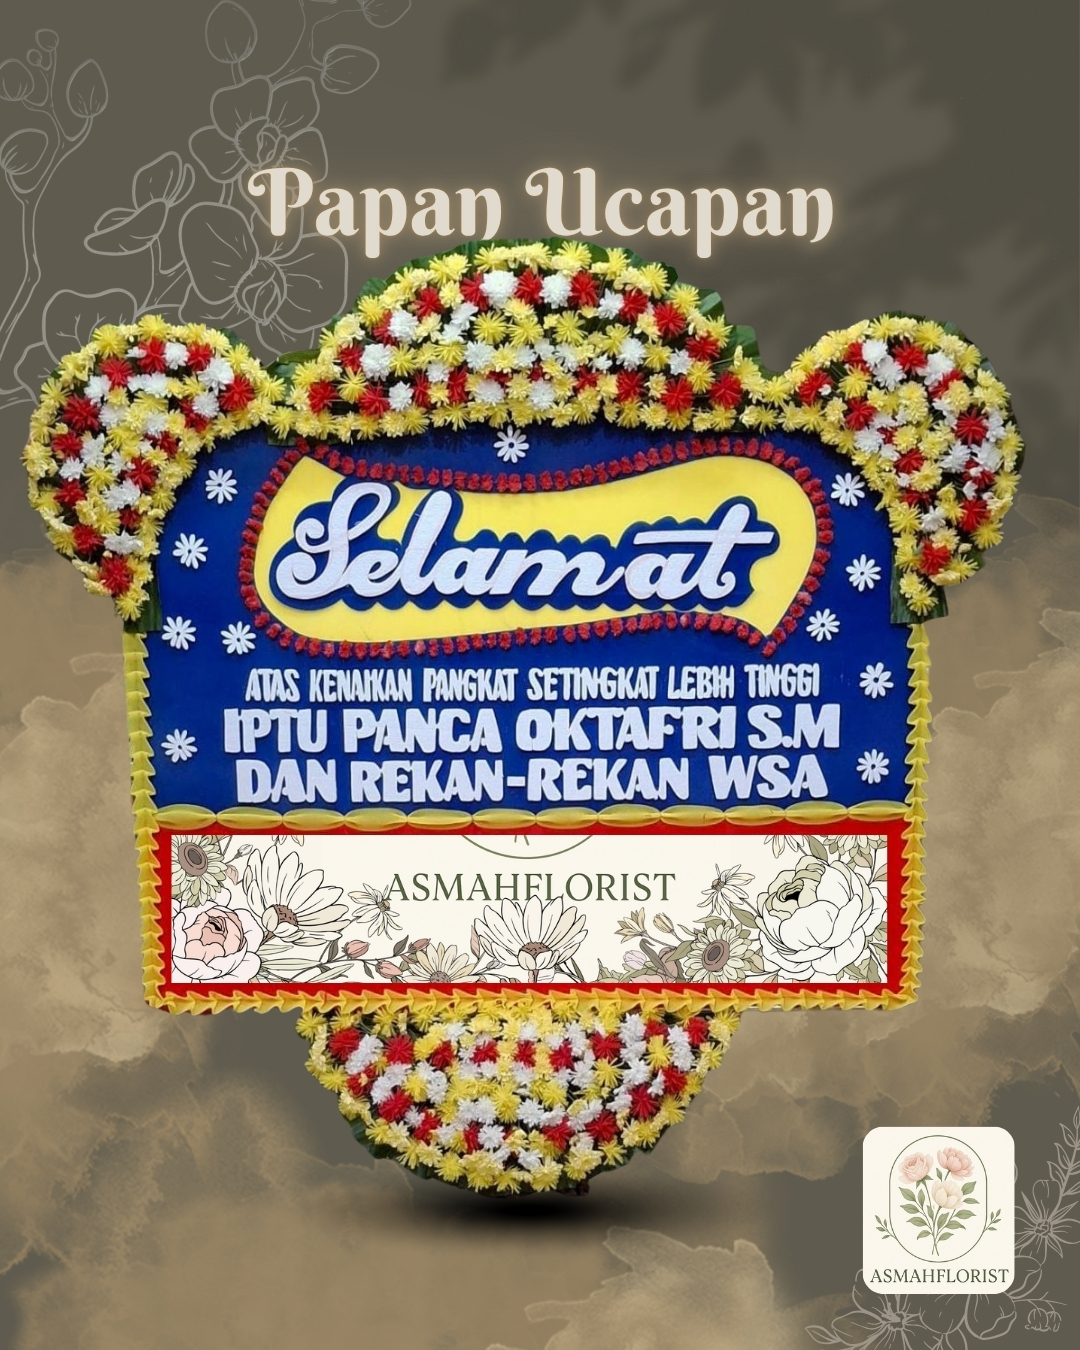 Papan Ucapan
Selamat
ATAS KENAIKAN PANGKAT SETINGKAT LEBIH TINGGI
IPTU PANCA OKTAFRI S.M
DAN REKAN-REKAN WSA
ASMAHFLORIST
ASMAHFLORIST